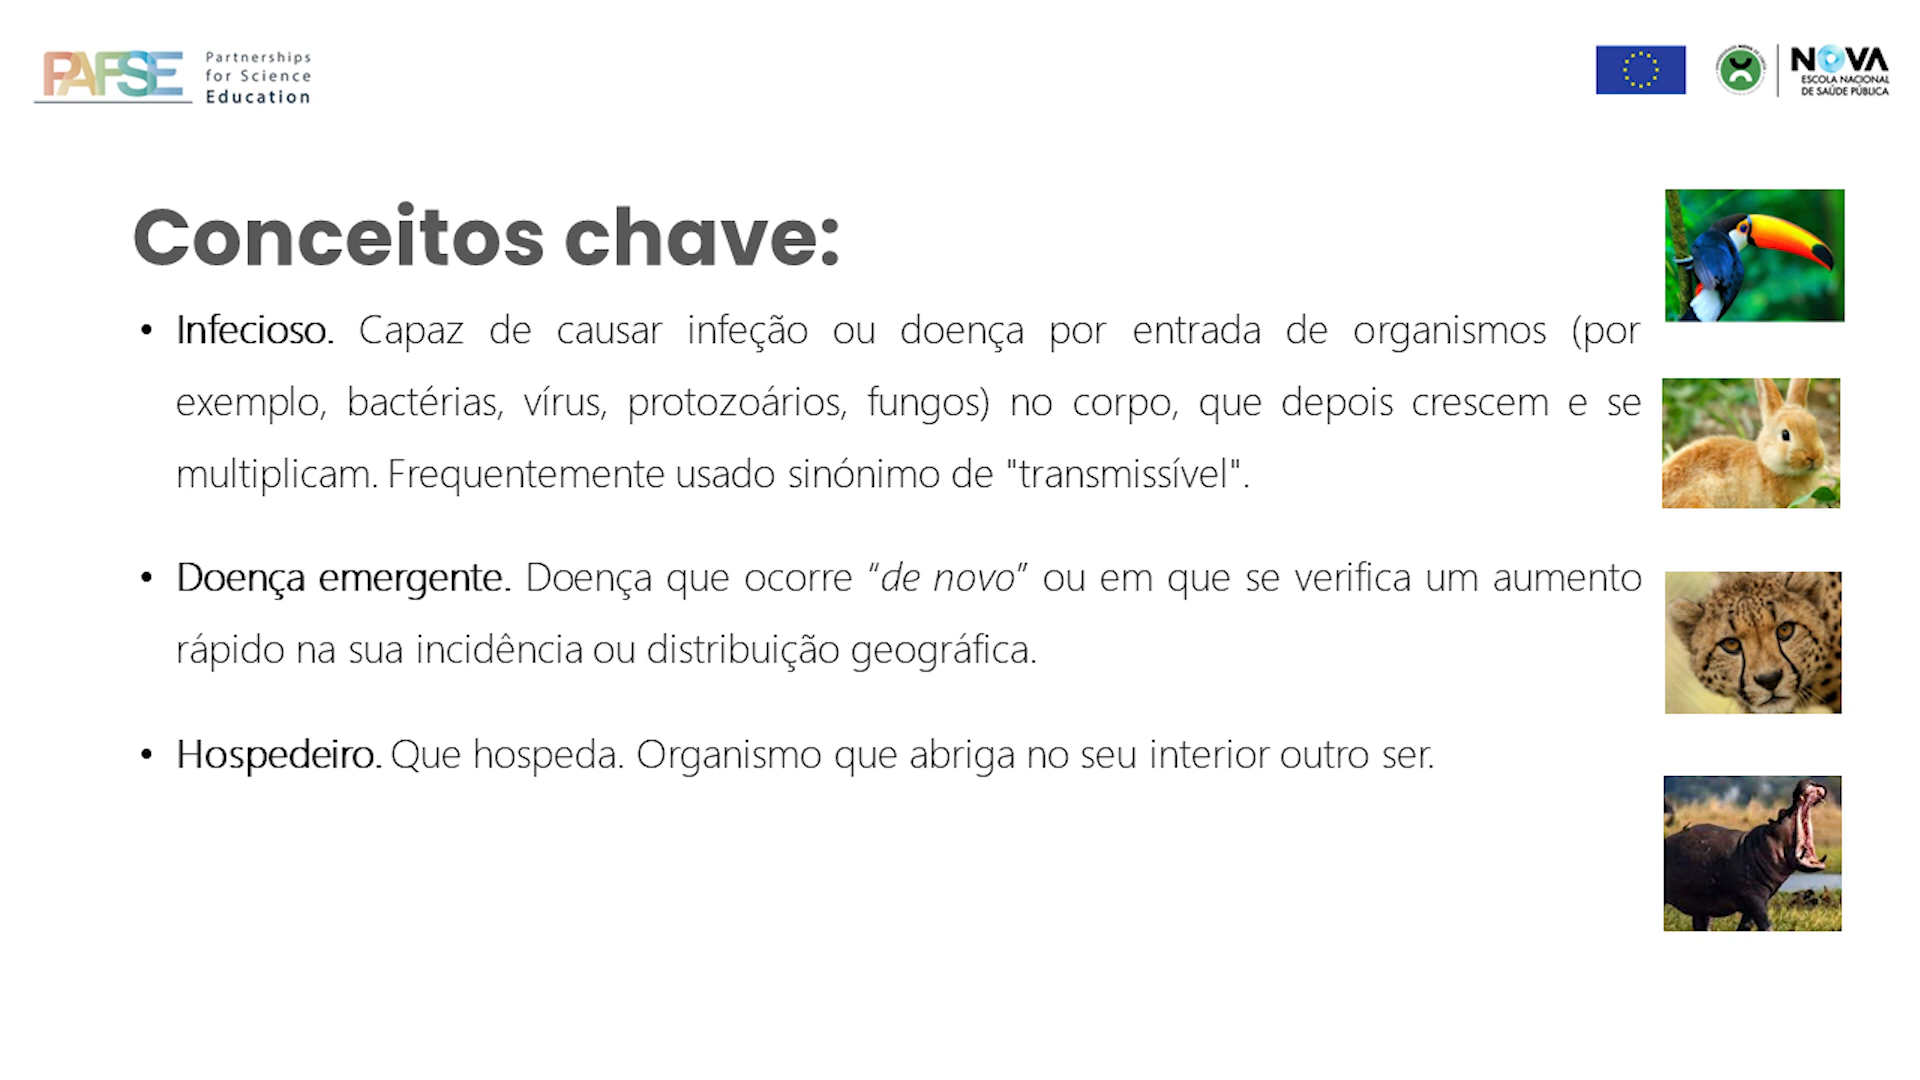 PAFSE
Partnerships
for Science
Education
NOVA
ESCOLA NACIONAL
DE SAÚDE PÚBLICA
Conceitos chave:
• Infecioso. Capaz de causar infeção ou doença por entrada de organismos (por
exemplo, bactérias, vírus, protozoários, fungos) no corpo, que depois crescem e se
multiplicam. Frequentemente usado sinónimo de "transmissível".
• Doença emergente. Doença que ocorre “de novo” ou em que se verifica um aumento
rápido na sua incidência ou distribuição geográfica.
• Hospedeiro. Que hospeda. Organismo que abriga no seu interior outro ser.